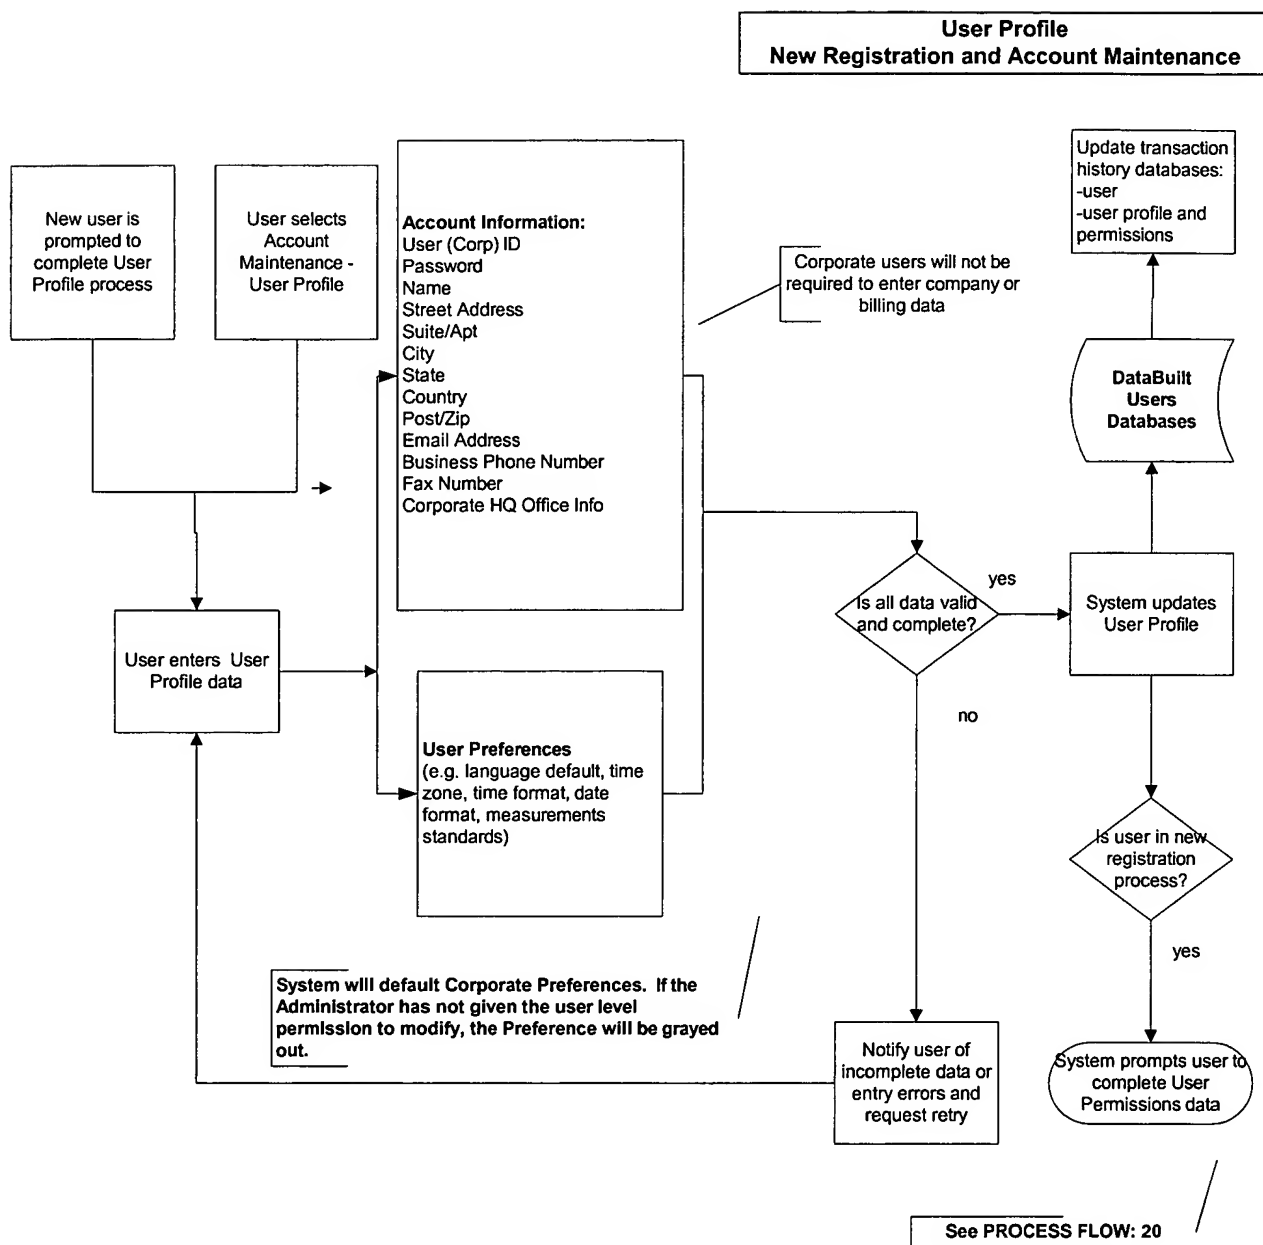 User Profile
New Registration and Account Maintenance
New user is
prompted to
complete User
Profile process
User selects
Account
Maintenance -
User Profile
Account Information:
User (Corp) ID
Password
Name
Street Address
Suite/Apt
City
State
Country
Post/Zip
Email Address
Business Phone Number
Fax Number
Corporate HQ Office Info
Corporate users will not be
required to enter company or
billing data
Update transaction
history databases:
-user
-user profile and
permissions
DataBuilt
Users
Databases
User enters User
Profile data
Is all data valid
and complete?
yes
System updates
User Profile
no
User Preferences
(e.g. language default, time
zone, time format, date
format, measurements
standards)
Is user in new
registration
process?
yes
System will default Corporate Preferences. If the
Administrator has not given the user level
permission to modify, the Preference will be grayed
out.
Notify user of
incomplete data or
entry errors and
request retry
System prompts user to
complete User
Permissions data
See PROCESS FLOW: 20